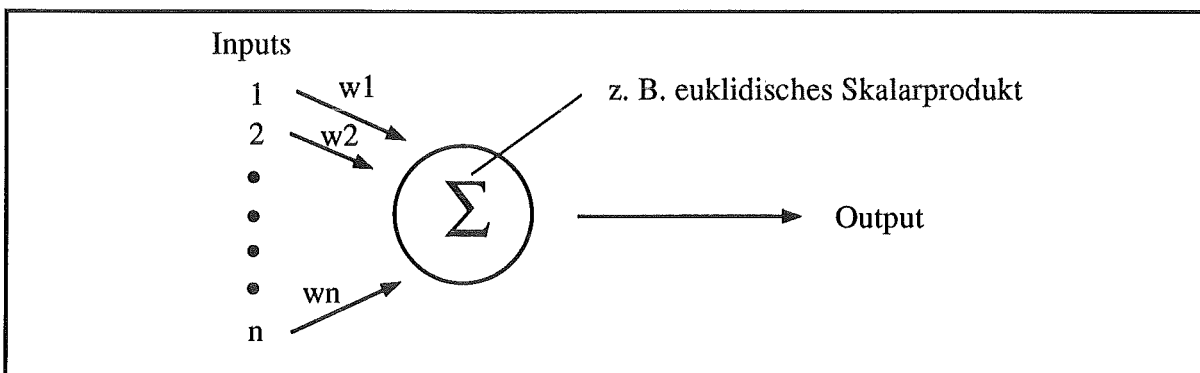 Inputs
1
w1
z. B. euklidisches Skalarprodukt
2
w2
Σ
Output
wn
n